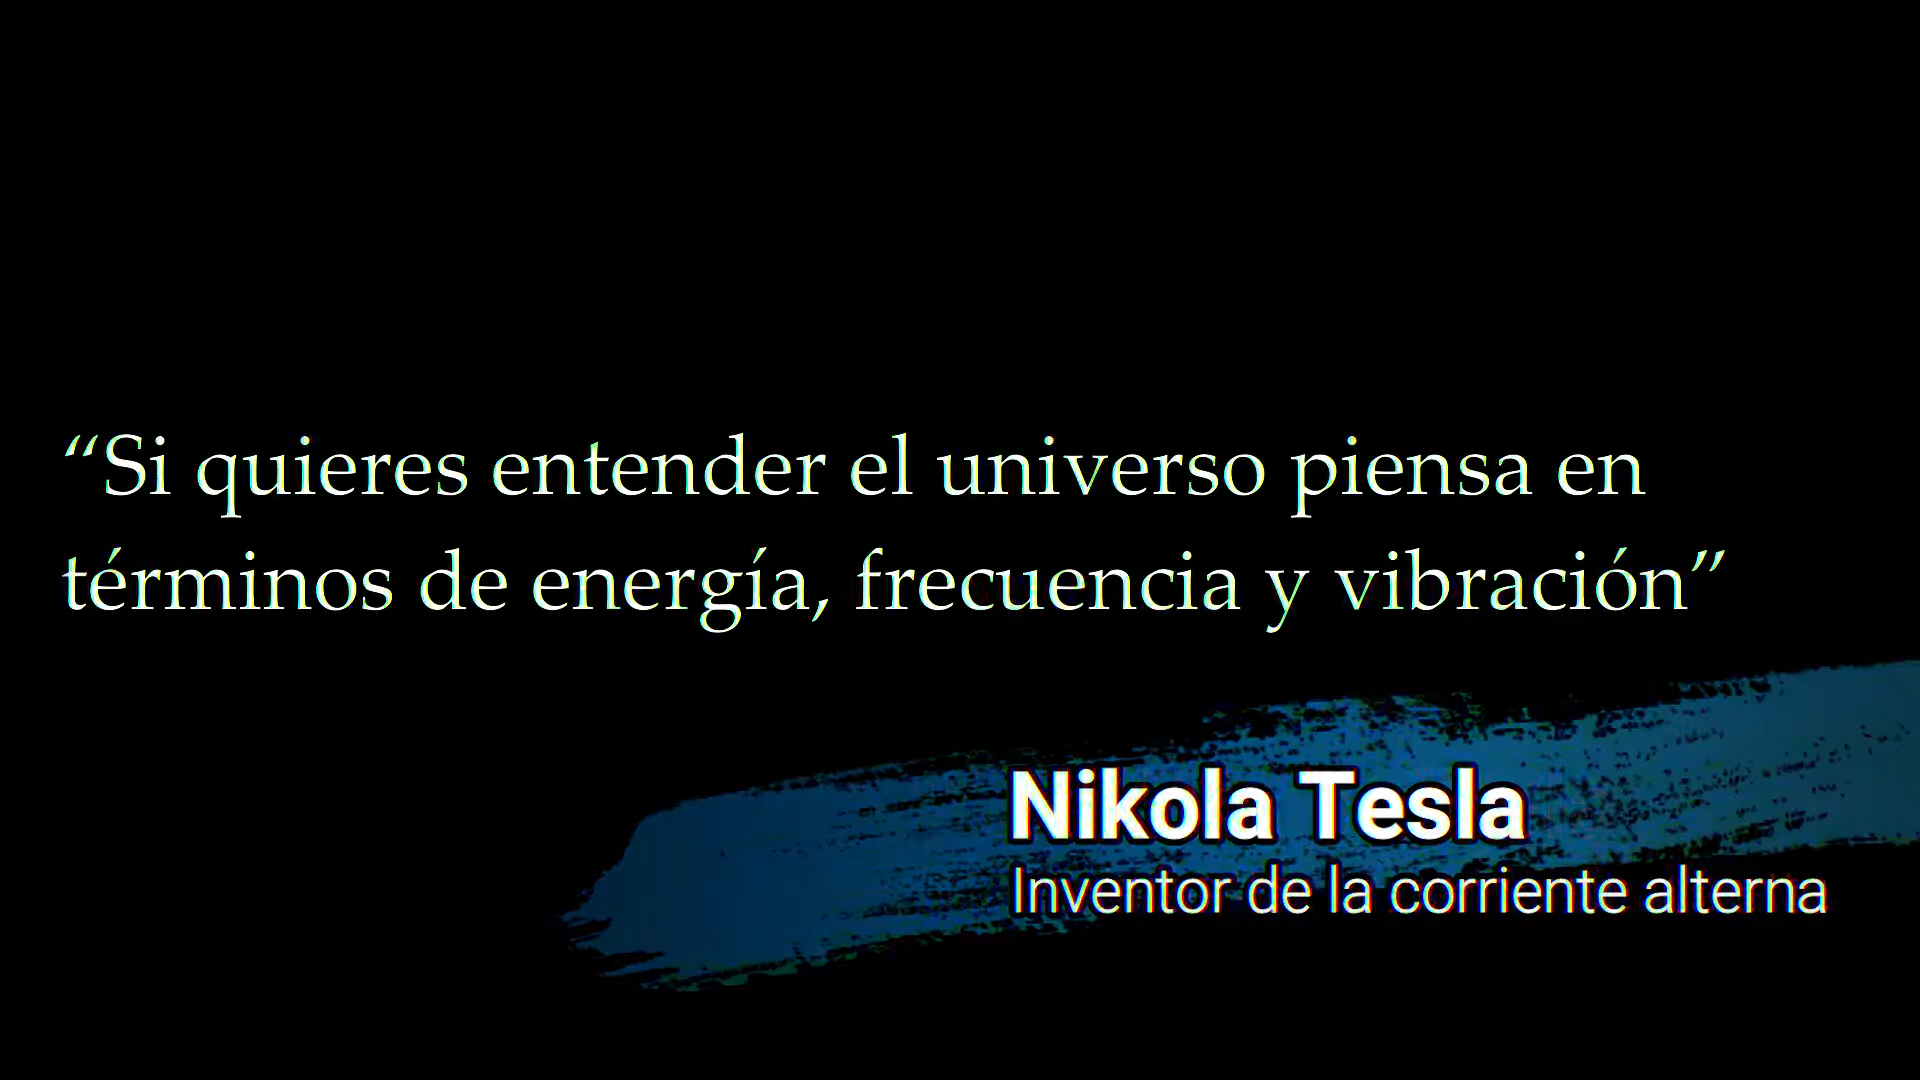 “Si quieres entender el universo piensa en
términos de energía, frecuencia y vibración”
Nikola Tesla
Inventor de la corriente alterna